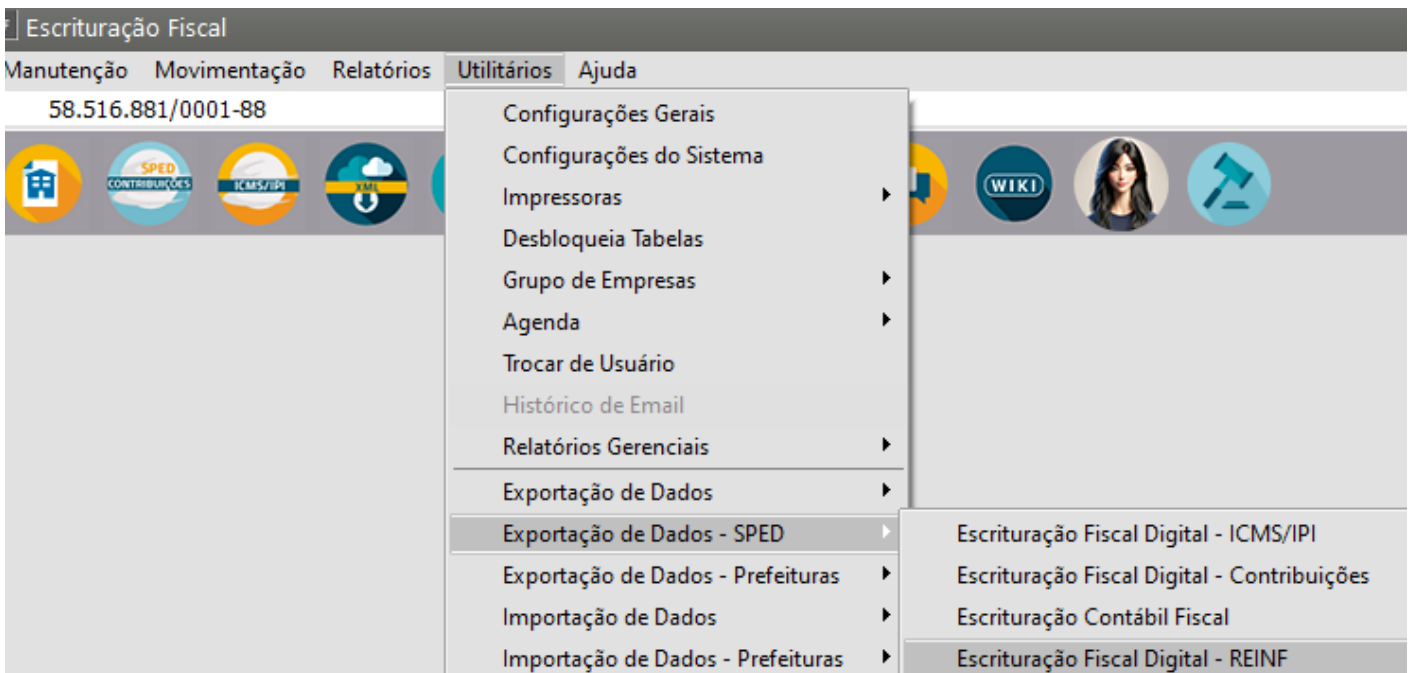 Escrituração Fiscal
Manutenção Movimentação Relatórios Utilitários Ajuda
58.516.881/0001-88
SPED
CONTRIBUIÇÕES
ICMS/IPI
XML
WIKI
Configurações Gerais
Configurações do Sistema
Impressoras
Desbloqueia Tabelas
Grupo de Empresas
Agenda
Trocar de Usuário
Histórico de Email
Relatórios Gerenciais
Exportação de Dados
Exportação de Dados - SPED
Exportação de Dados - Prefeituras
Importação de Dados
Importação de Dados - Prefeituras
Escrituração Fiscal Digital - ICMS/IPI
Escrituração Fiscal Digital - Contribuições
Escrituração Contábil Fiscal
Escrituração Fiscal Digital - REINF